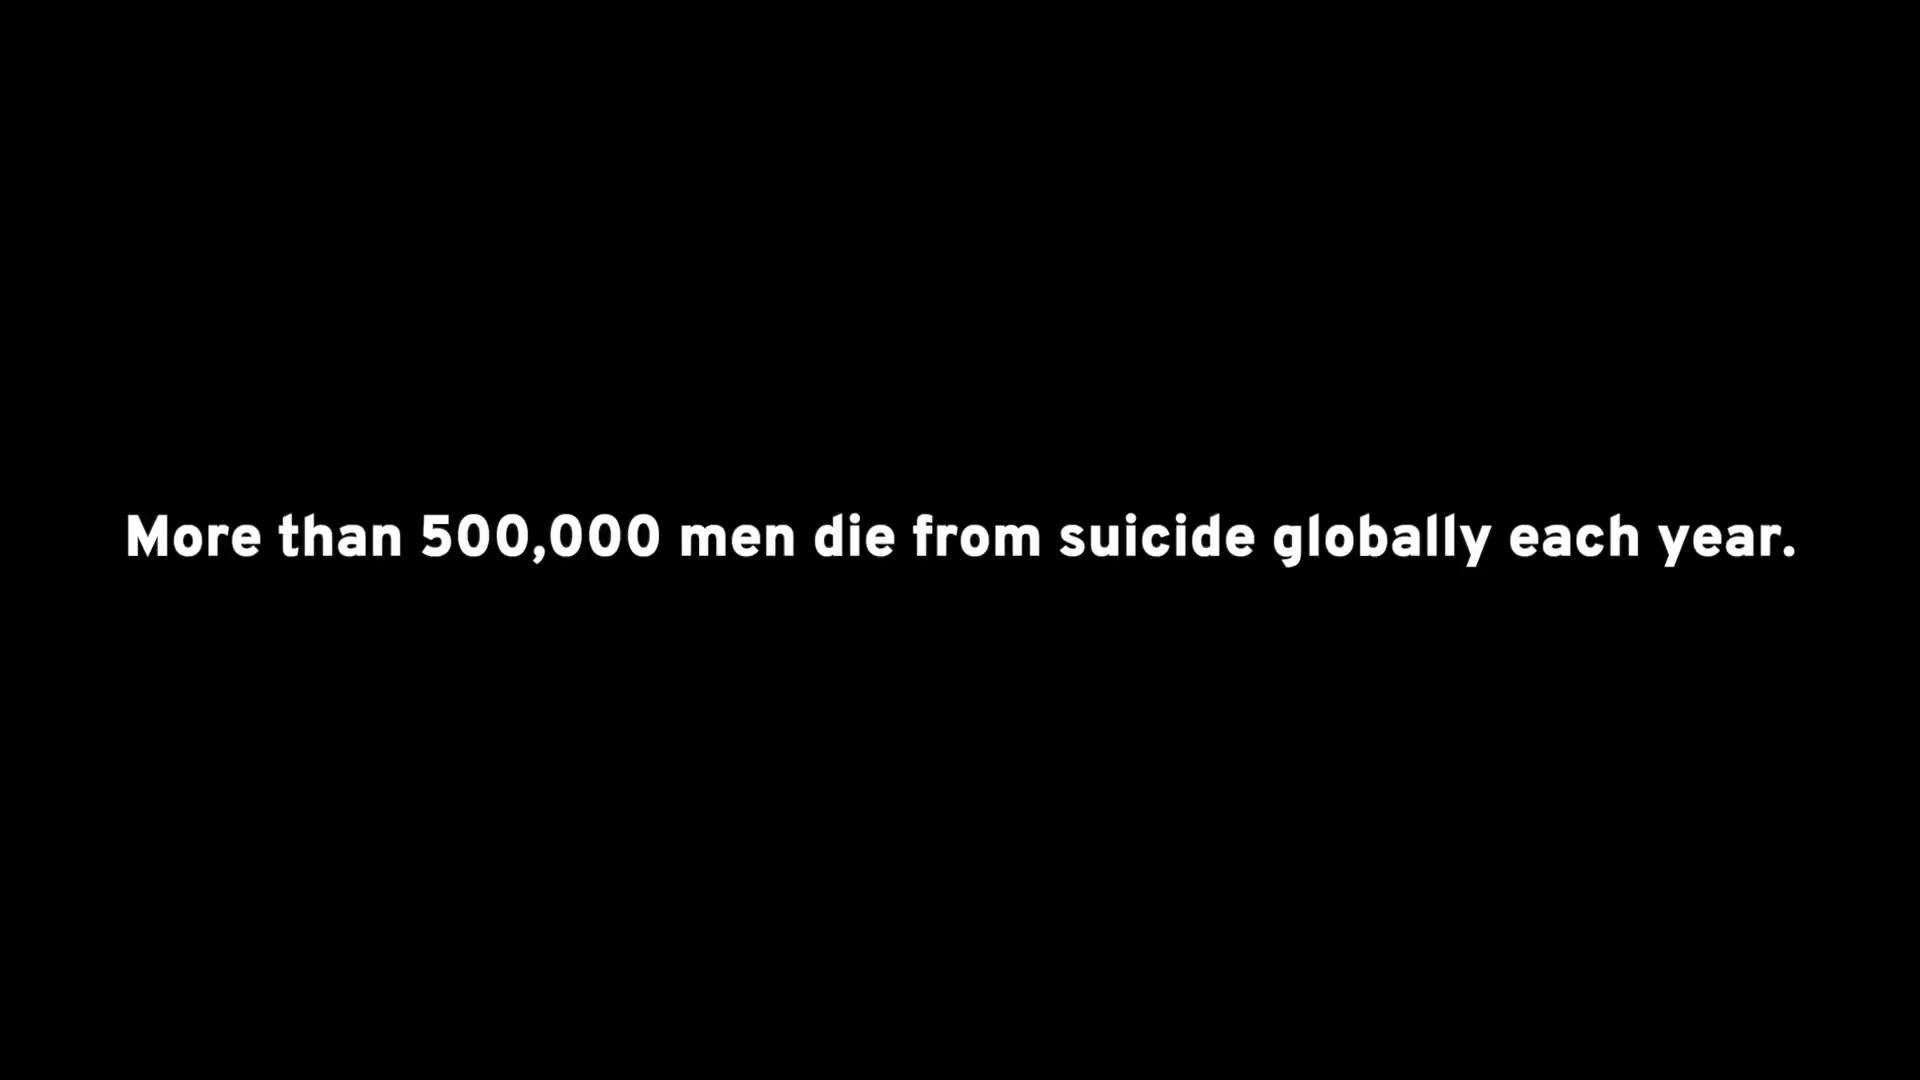 More than 500,000 men die from suicide globally each year.